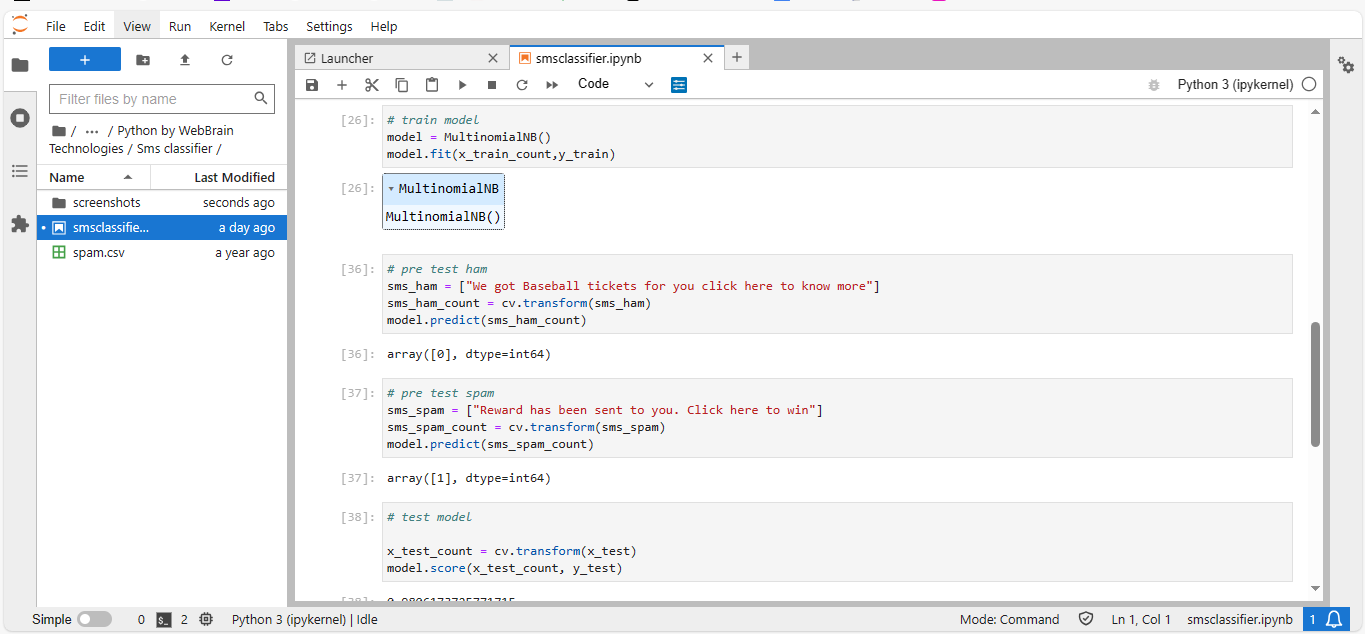 File Edit View Run Kernel Tabs Settings Help
+
Filter files by name
/ ··· / Python by WebBrain
Technologies / Sms classifier /
Name Last Modified
screenshots seconds ago
smsclassifie... a day ago
spam.csv a year ago
Launcher smsclassifier.ipynb
Code Python 3 (ipykernel)
[26]: # train model
model = MultinomialNB()
model.fit(x_train_count,y_train)
[26]: MultinomialNB
MultinomialNB()
[36]: # pre test ham
sms_ham = ["We got Baseball tickets for you click here to know more"]
sms_ham_count = cv.transform(sms_ham)
model.predict(sms_ham_count)
[36]: array([0], dtype=int64)
[37]: # pre test spam
sms_spam = ["Reward has been sent to you. Click here to win"]
sms_spam_count = cv.transform(sms_spam)
model.predict(sms_spam_count)
[37]: array([1], dtype=int64)
[38]: # test model
x_test_count = cv.transform(x_test)
model.score(x_test_count, y_test)
Simple 0 $_ 2 Python 3 (ipykernel) | Idle Mode: Command Ln 1, Col 1 smsclassifier.ipynb 1